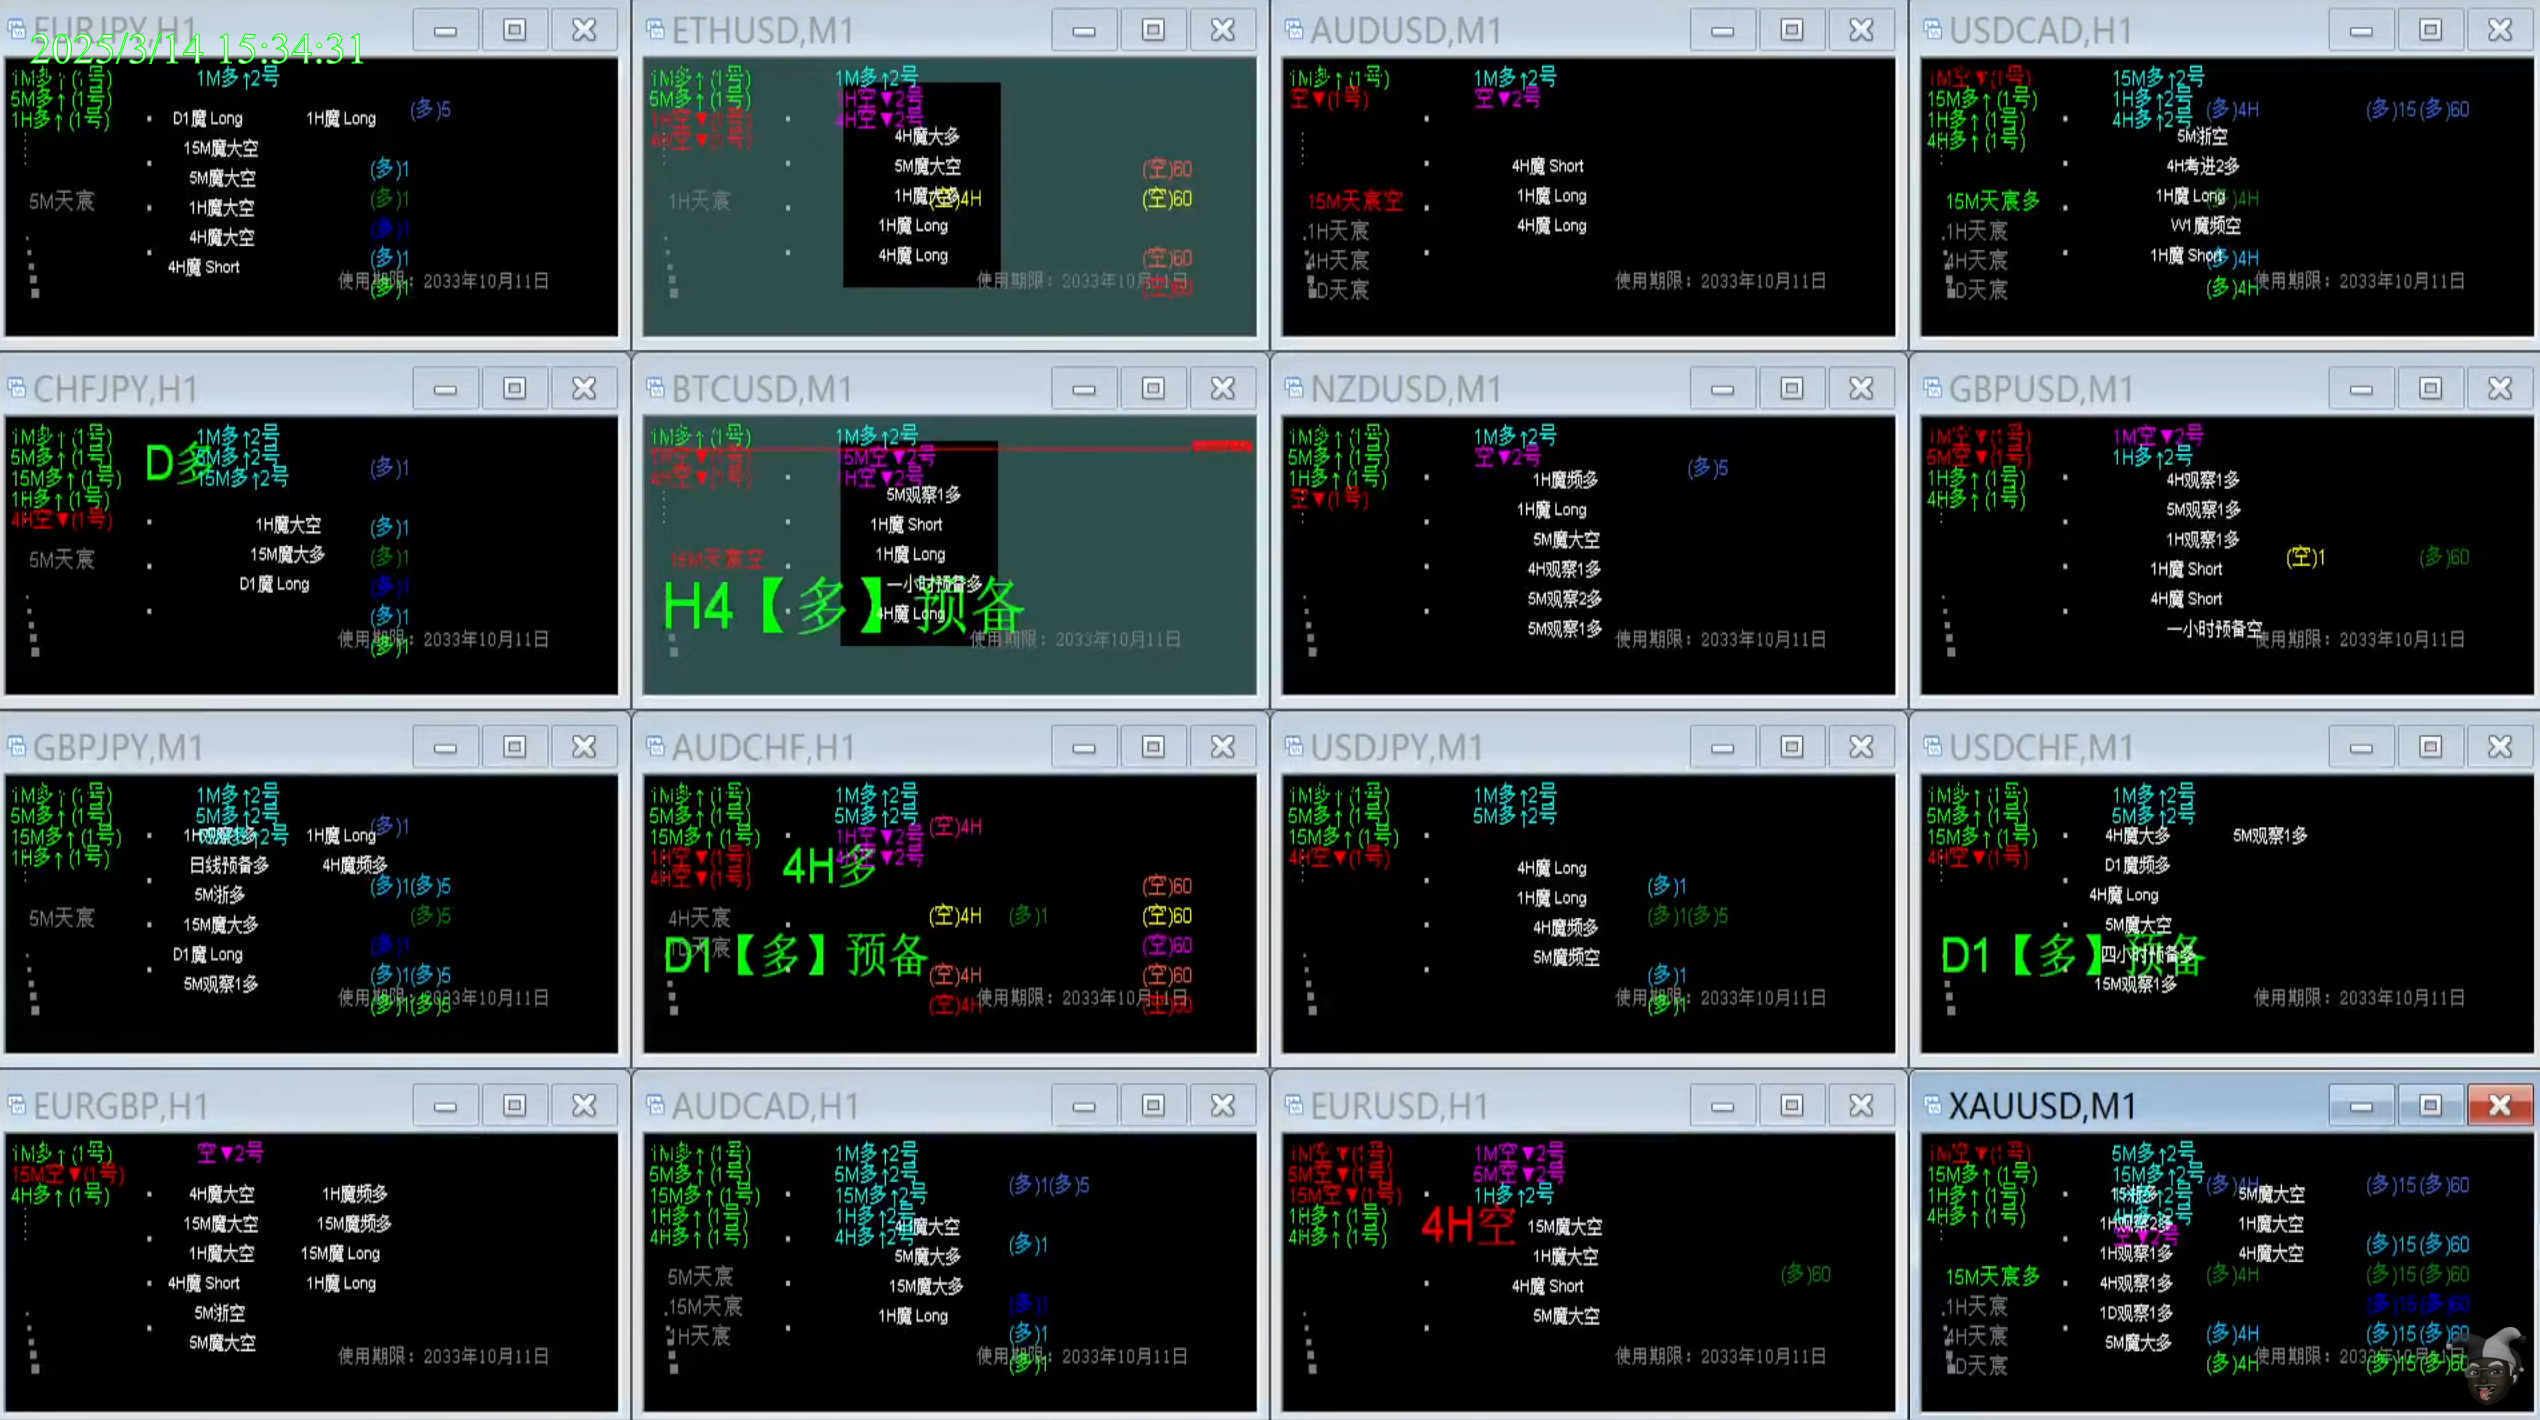 EURJPY,H1
2025/3/14 15:34:31
1M多↑(1号)
5M多↑(1号)
1H多↑(1号)
1M多↑2号
D1魔 Long
1H魔 Long
(多)5
15M魔大空
5M魔大空
(多)1
5M天宸
1H魔大空
(多)1
4H魔大空
(多)1
4H魔 Short
(多)1
(多)1
使用期限：2033年10月11日
ETHUSD,M1
1M多↑(1号)
5M多↑(1号)
1H空▼(1号)
4H空▼(1号)
1M多↑2号
1H空▼2号
4H空▼2号
4H魔大多
5M魔大空
(空)60
1H天宸
1H魔大多
(空)4H
(空)60
1H魔 Long
4H魔 Long
(空)60
(空)60
使用期限：2033年10月11日
AUDUSD,M1
1M多↑(1号)
空▼(1号)
1M多↑2号
空▼2号
4H魔 Short
15M天宸空
1H魔 Long
1H天宸
4H魔 Long
4H天宸
D天宸
使用期限：2033年10月11日
USDCAD,H1
1M空▼(1号)
15M多↑(1号)
1H多↑(1号)
4H多↑(1号)
15M多↑2号
1H多↑2号
4H多↑2号
(多)4H
(多)15(多)60
5M浙空
4H考进2多
15M天宸多
1H魔 Long
(多)4H
1H天宸
W1魔频空
4H天宸
1H魔 Short
(多)4H
D天宸
(多)4H
使用期限：2033年10月11日
CHFJPY,H1
1M多↑(1号)
5M多↑(1号)
15M多↑(1号)
1H多↑(1号)
4H空▼(1号)
D多
1M多↑2号
5M多↑2号
15M多↑2号
(多)1
1H魔大空
(多)1
5M天宸
15M魔大多
(多)1
D1魔 Long
(多)1
(多)1
(多)1
使用期限：2033年10月11日
BTCUSD,M1
1M多↑(1号)
1H空▼(1号)
4H空▼(1号)
1M多↑2号
5M空▼2号
1H空▼2号
5M观察1多
1H魔 Short
15M天宸空
1H魔 Long
一小时预备多
H4【多】预备
4H魔 Long
使用期限：2033年10月11日
NZDUSD,M1
1M多↑(1号)
5M多↑(1号)
1H多↑(1号)
空▼(1号)
1M多↑2号
空▼2号
(多)5
1H魔频多
1H魔 Long
5M魔大空
4H观察1多
5M观察2多
5M观察1多
使用期限：2033年10月11日
GBPUSD,M1
1M空▼(1号)
5M空▼(1号)
1H多↑(1号)
4H多↑(1号)
1M空▼2号
1H多↑2号
4H观察1多
5M观察1多
1H观察1多
(空)1
(多)60
1H魔 Short
4H魔 Short
一小时预备空
使用期限：2033年10月11日
GBPJPY,M1
1M多↑(1号)
5M多↑(1号)
15M多↑(1号)
1H多↑(1号)
1M多↑2号
5M多↑2号
1H魔 Long
(多)1
日线预备多
4H魔频多
5M浙多
(多)1(多)5
5M天宸
15M魔大多
(多)5
D1魔 Long
(多)1
5M观察1多
(多)1(多)5
(多)1(多)5
使用期限：2033年10月11日
AUDCHF,H1
1M多↑(1号)
5M多↑(1号)
15M多↑(1号)
1H空▼(1号)
4H空▼(1号)
1M多↑2号
5M多↑2号
1H空▼2号
4H空▼2号
4H多
(空)4H
(空)60
4H天宸
(空)4H
(多)1
(空)60
D天宸
D1【多】预备
(空)60
(空)4H
(空)60
(空)4H
(空)60
使用期限：2033年10月11日
USDJPY,M1
1M多↑(1号)
5M多↑(1号)
15M多↑(1号)
4H空▼(1号)
1M多↑2号
5M多↑2号
4H魔 Long
1H魔 Long
(多)1
4H魔频多
(多)1(多)5
5M魔频空
(多)1
(多)1
使用期限：2033年10月11日
USDCHF,M1
1M多↑(1号)
5M多↑(1号)
15M多↑(1号)
4H空▼(1号)
1M多↑2号
5M多↑2号
4H魔大多
5M观察1多
D1魔频多
4H魔 Long
5M魔大空
D1【多】预备
四小时预备多
15M观察1多
使用期限：2033年10月11日
EURGBP,H1
1M多↑(1号)
15M空▼(1号)
4H多↑(1号)
空▼2号
4H魔大空
1H魔频多
15M魔大空
15M魔频多
1H魔大空
15M魔 Long
4H魔 Short
1H魔 Long
5M浙空
5M魔大空
使用期限：2033年10月11日
AUDCAD,H1
1M多↑(1号)
5M多↑(1号)
15M多↑(1号)
1H多↑(1号)
4H多↑(1号)
1M多↑2号
5M多↑2号
15M多↑2号
1H多↑2号
4H多↑2号
(多)1(多)5
4H魔大空
5M魔大多
(多)1
5M天宸
15M魔大多
15M天宸
1H魔 Long
(多)1
1H天宸
(多)1
(多)1
使用期限：2033年10月11日
EURUSD,H1
1M空▼(1号)
5M空▼(1号)
15M空▼(1号)
1H多↑(1号)
4H多↑(1号)
1M空▼2号
5M空▼2号
1H多↑2号
4H空
15M魔大空
1H魔大空
(多)60
4H魔 Short
5M魔大空
使用期限：2033年10月11日
XAUUSD,M1
1M空▼(1号)
15M多↑(1号)
1H多↑(1号)
4H多↑(1号)
5M多↑2号
15M多↑2号
4H多↑2号
空▼2号
(多)4H
(多)15(多)60
5M魔大空
1H观察2多
1H魔大空
1H观察1多
4H魔大空
(多)15(多)60
15M天宸多
4H观察1多
(多)4H
(多)15(多)60
1H天宸
1D观察1多
(多)15(多)60
4H天宸
5M魔大多
(多)4H
(多)15(多)60
D天宸
(多)4H
(多)15(多)60
使用期限：2033年10月11日